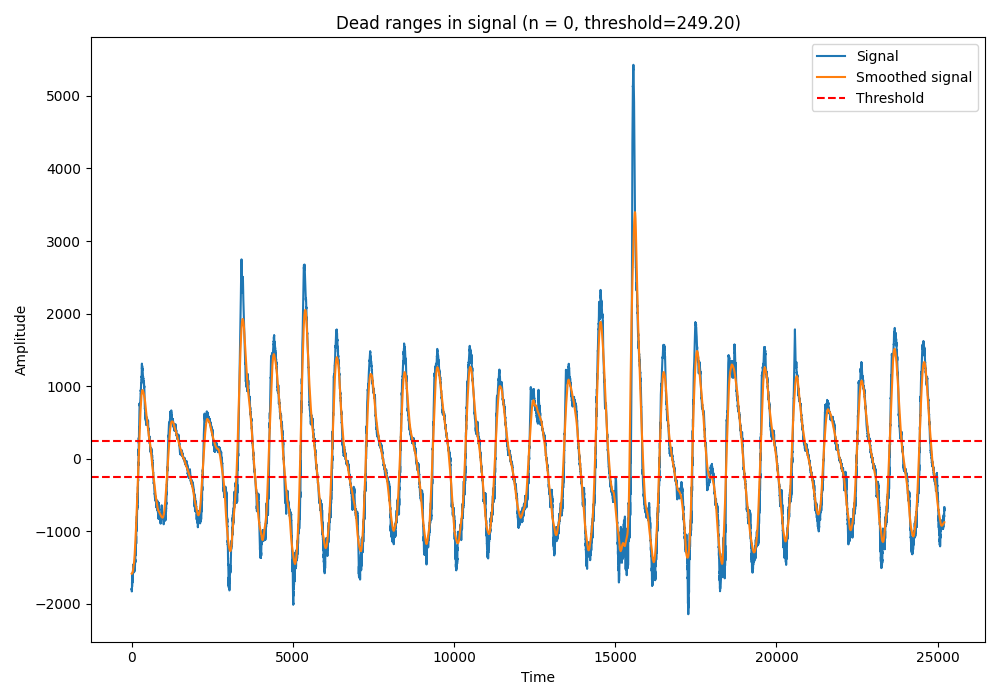 Dead ranges in signal (n = 0, threshold=249.20)
Signal
Smoothed signal
Threshold
5000
4000
3000
2000
1000
0
−1000
−2000
Amplitude
0
5000
10000
15000
20000
25000
Time